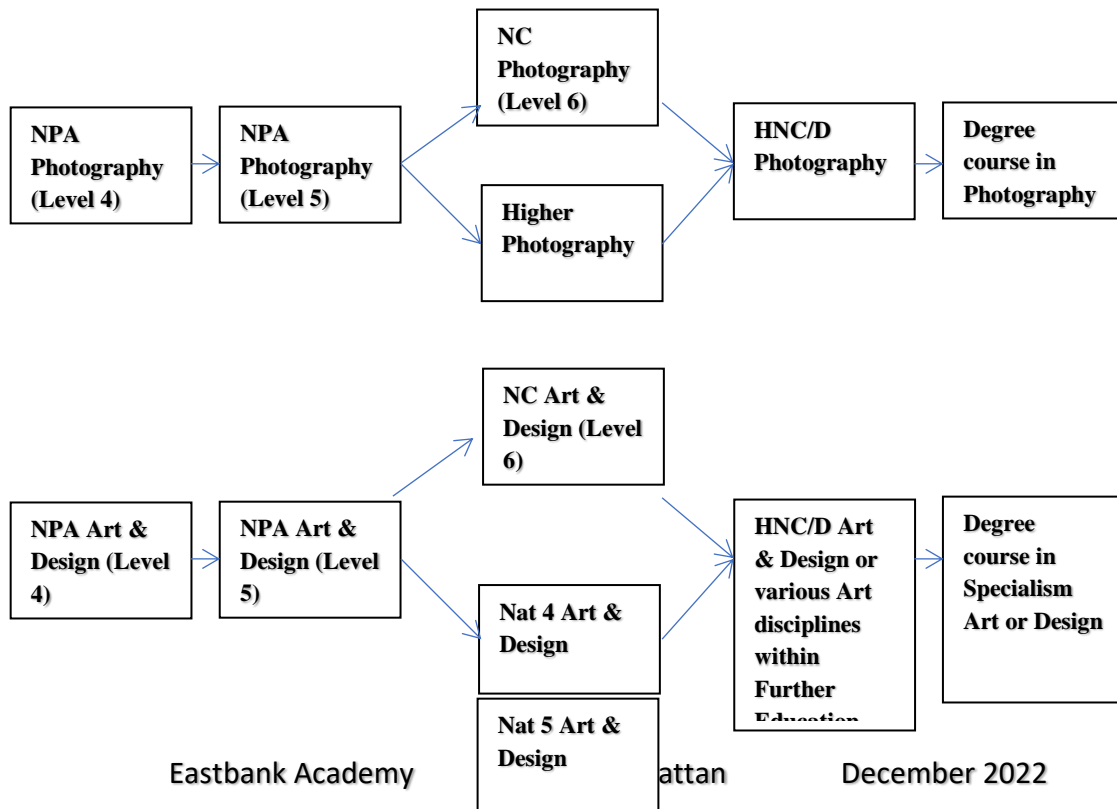 NC
Photography
(Level 6)
NPA
Photography
(Level 4)
NPA
Photography
(Level 5)
HNC/D
Photography
Degree
course in
Photography
Higher
Photography
NC Art &
Design (Level
6)
NPA Art &
Design (Level
4)
NPA Art &
Design (Level
5)
HNC/D Art
& Design or
various Art
disciplines
within
Further
Education
Degree
course in
Specialism
Art or Design
Nat 4 Art &
Design
Nat 5 Art &
Design
Eastbank Academy
December 2022